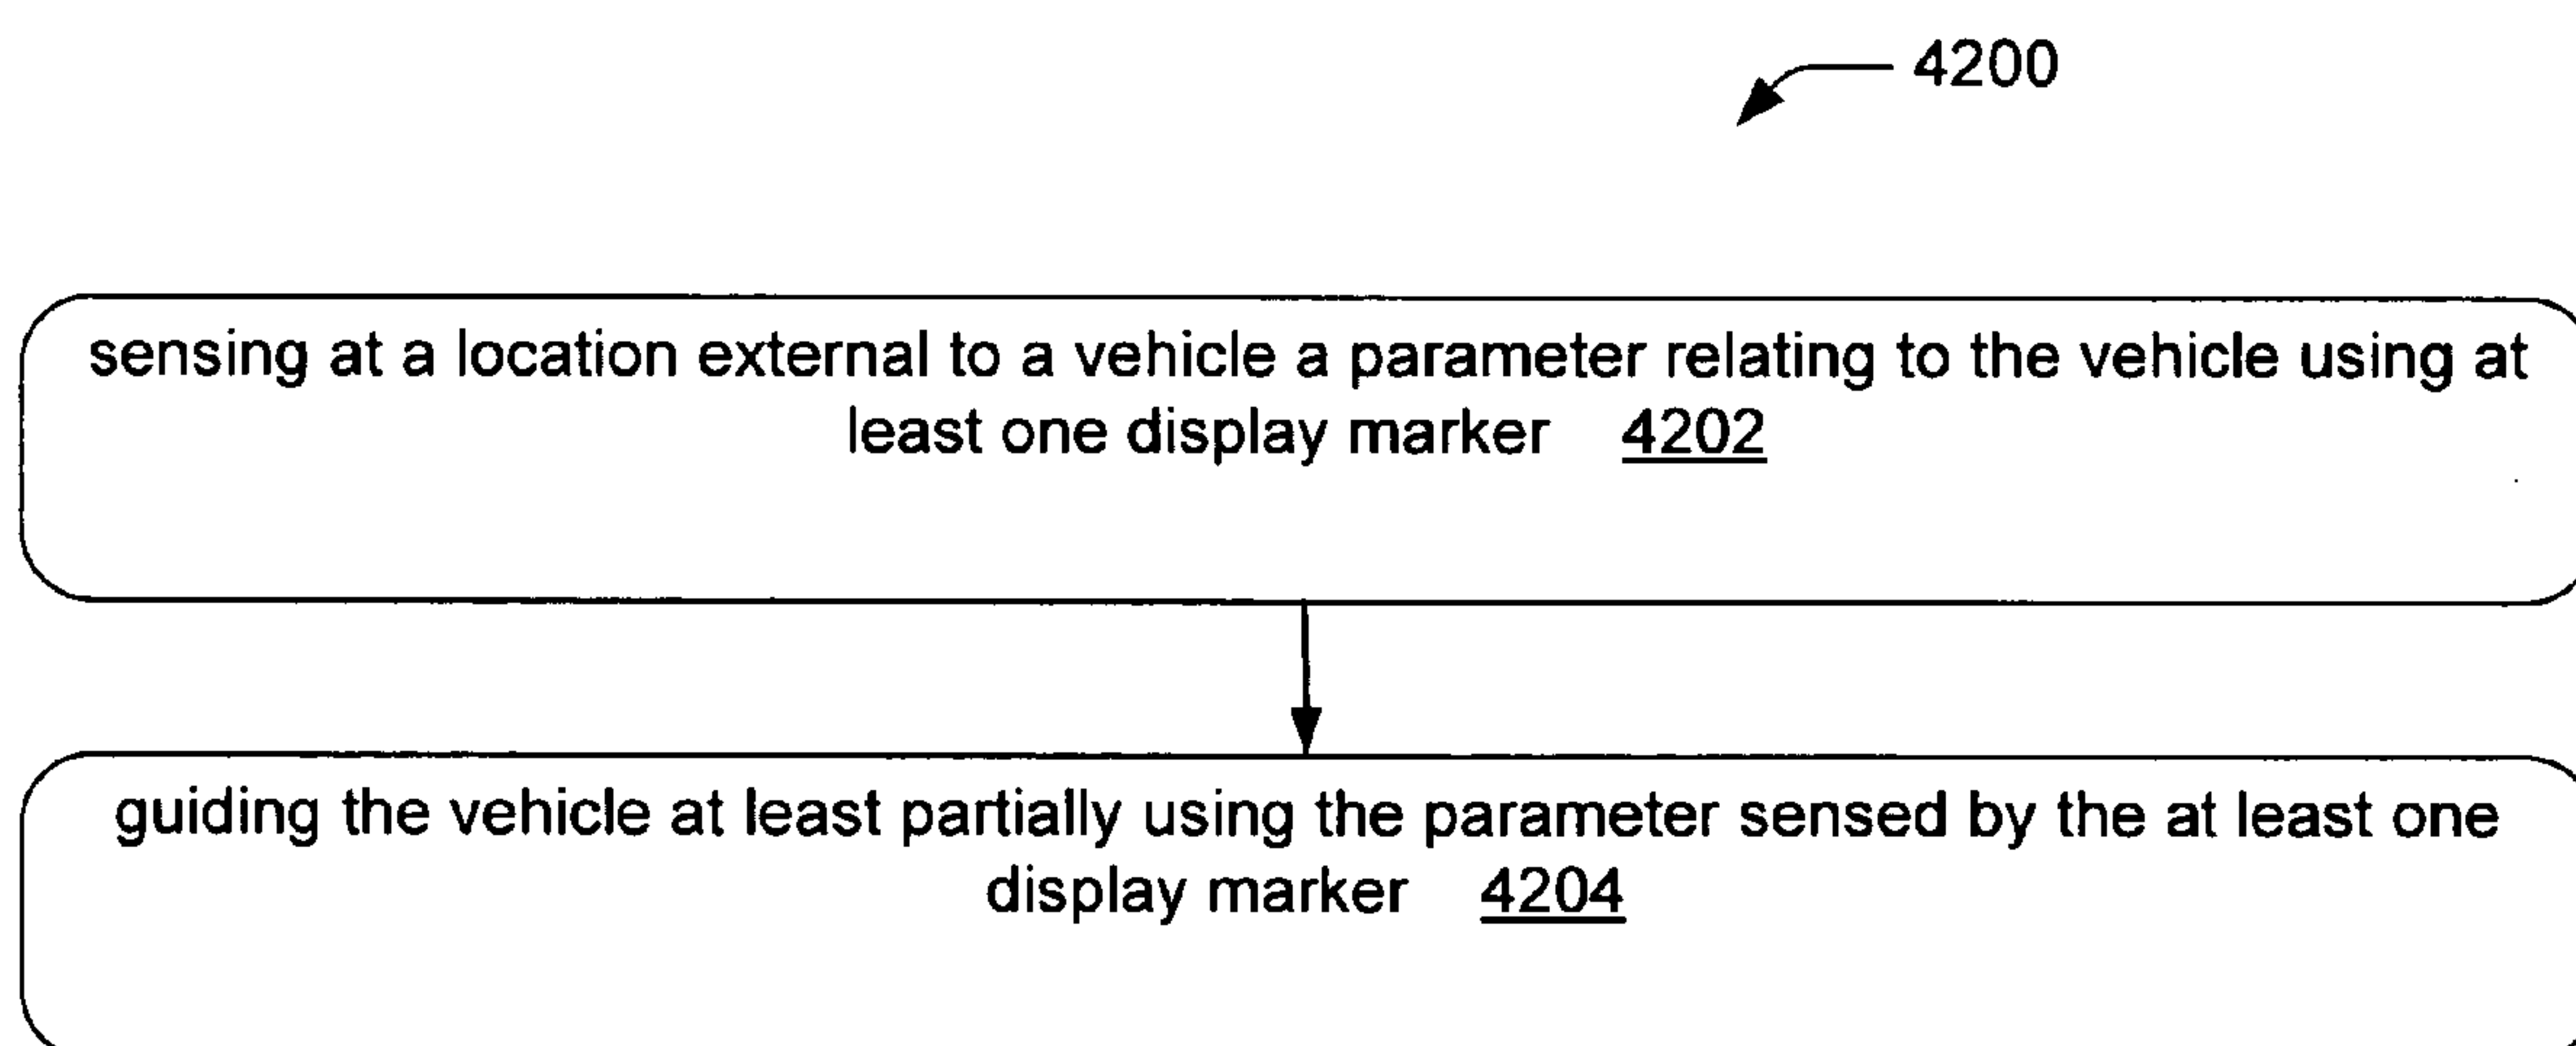 4200
sensing at a location external to a vehicle a parameter relating to the vehicle using at
least one display marker 4202
guiding the vehicle at least partially using the parameter sensed by the at least one
display marker 4204